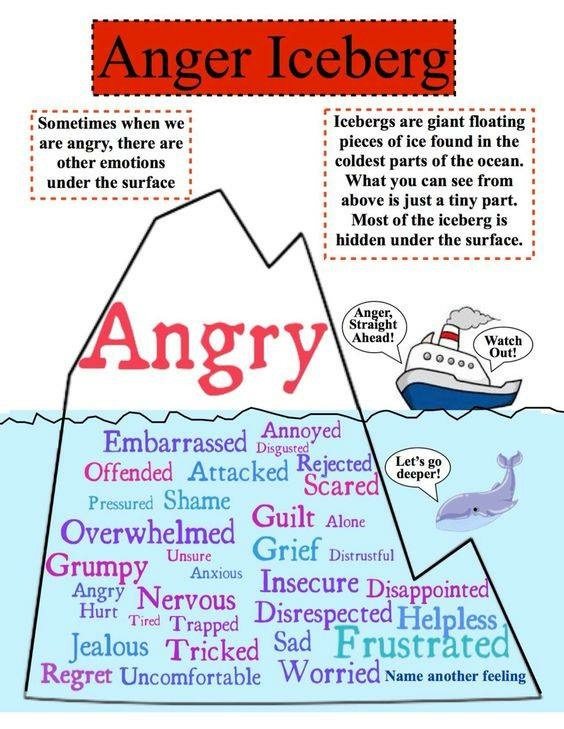 Anger Iceberg
Sometimes when we
are angry, there are
other emotions
under the surface
Icebergs are giant floating
pieces of ice found in the
coldest parts of the ocean.
What you can see from
above is just a tiny part.
Most of the iceberg is
hidden under the surface.
Angry
Anger,
Straight
Ahead!
Watch
Out!
Embarrassed Annoyed
Disgusted
Offended Attacked Rejected
Scared
Let's go
deeper!
Pressured Shame
Overwhelmed Guilt Alone
Grumpy Unsure Grief Distrustful
Anxious Insecure Disappointed
Angry
Hurt Nervous Disrespected Helpless
Tired Trapped
Jealous Tricked Sad Frustrated
Regret Uncomfortable Worried Name another feeling